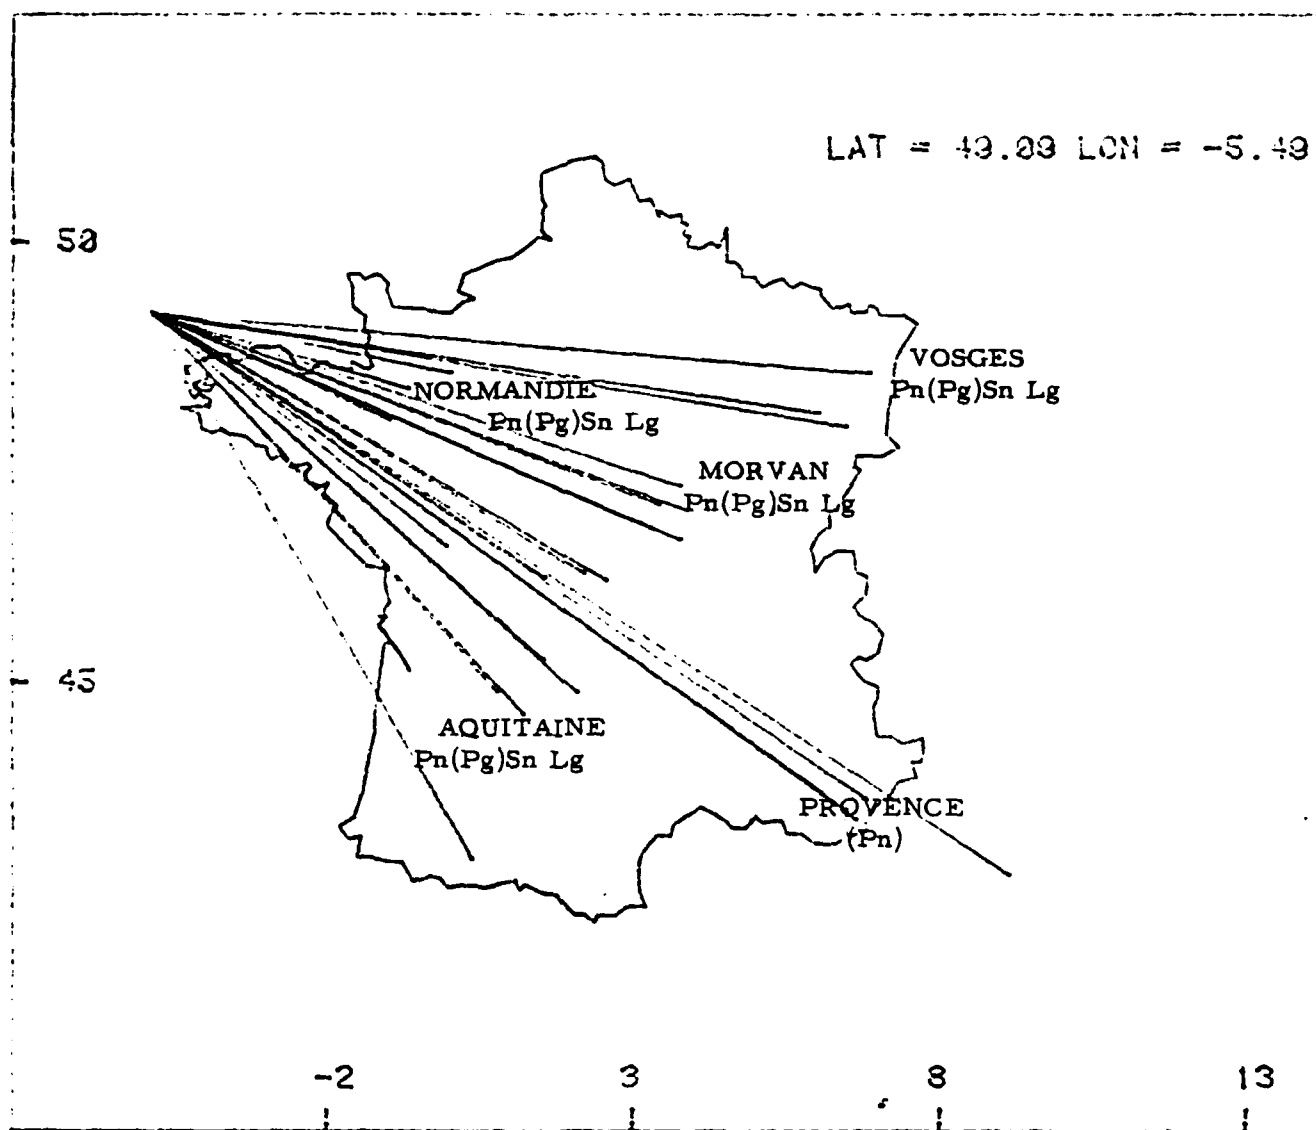 LAT = 49.09 LON = -5.49
50
VOSGES
Pn(Pg)Sn Lg
NORMANDIE
Pn(Pg)Sn Lg
MORVAN
Pn(Pg)Sn Lg
45
AQUITAINE
Pn(Pg)Sn Lg
PROVENCE
(Pn)
-2 3 8 13